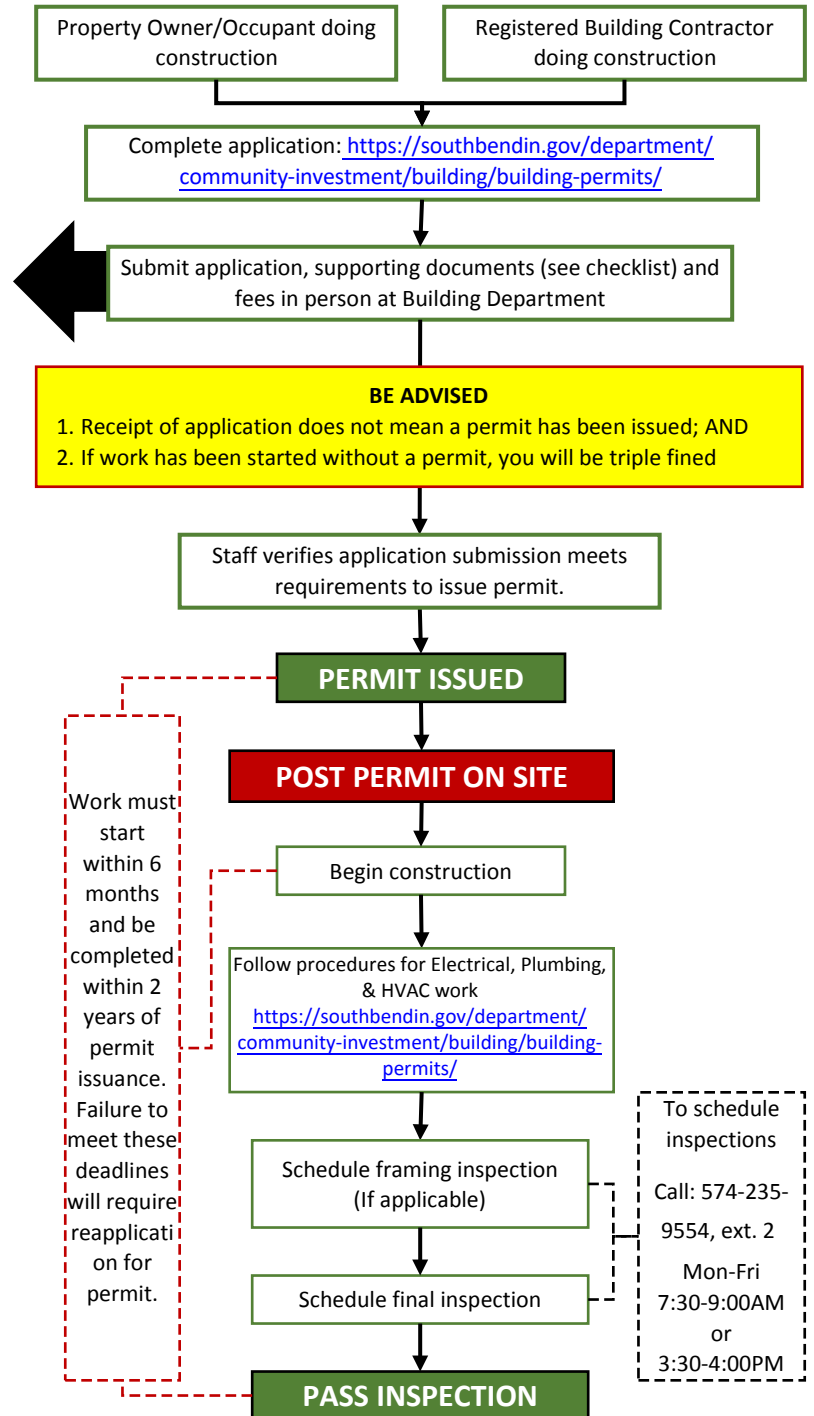 Property Owner/Occupant doing
construction
Registered Building Contractor
doing construction
Complete application: https://southbendin.gov/department/
community-investment/building/building-permits/
Submit application, supporting documents (see checklist) and
fees in person at Building Department
BE ADVISED
1. Receipt of application does not mean a permit has been issued; AND
2. If work has been started without a permit, you will be triple fined
Staff verifies application submission meets
requirements to issue permit.
PERMIT ISSUED
POST PERMIT ON SITE
Work must
start
within 6
months
and be
completed
within 2
years of
permit
issuance.
Failure to
meet these
deadlines
will require
reapplicati
on for
permit.
Begin construction
Follow procedures for Electrical, Plumbing,
& HVAC work
https://southbendin.gov/department/
community-investment/building/building-
permits/
Schedule framing inspection
(If applicable)
Schedule final inspection
To schedule
inspections
Call: 574-235-
9554, ext. 2
Mon-Fri
7:30-9:00AM
or
3:30-4:00PM
PASS INSPECTION